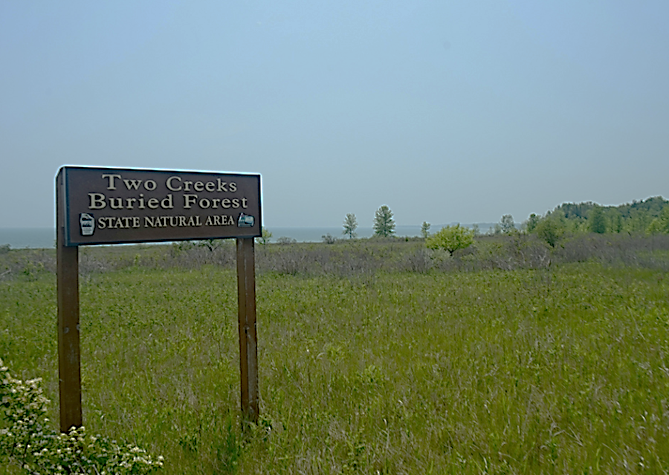 Two Creeks
Buried Forest
STATE NATURAL AREA